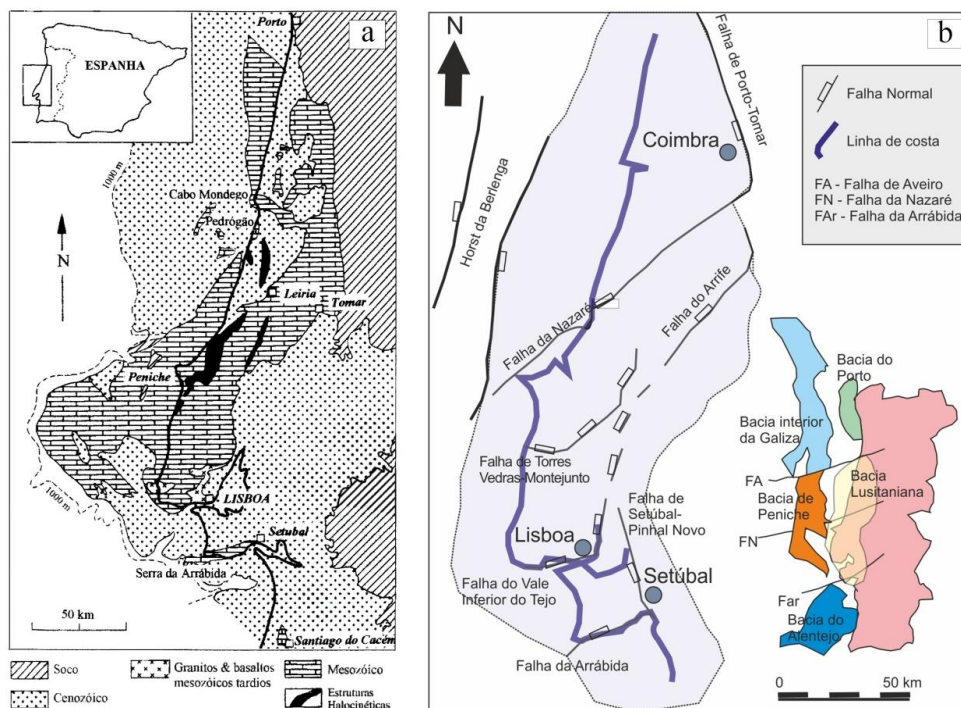 a
ESPANHA
Porto
1000 m
N
Cabo Mondego
Pedrógão
Leiria
Tomar
Peniche
LISBOA
1000 m
Setubal
Serra da Arrábida
50 km
Santiago do Cacém
Soco
Cenozóico
Granitos & basaltos
mesozóicos tardios
Mesozóico
Estruturas
Halocinéticas
b
N
Falha de Porto-Tomar
Coimbra
Horst da Berlenga
Falha da Nazaré
Falha do Arrife
Falha de Torres
Vedras-Montejunto
Falha de
Setúbal-
Pinhal Novo
Lisboa
Setúbal
Falha do Vale
Inferior do Tejo
Falha da Arrábida
Falha Normal
Linha de costa
FA - Falha de Aveiro
FN - Falha da Nazaré
FAr - Falha da Arrábida
Bacia do
Porto
Bacia interior
da Galiza
FA
Bacia
Lusitaniana
Bacia de
Peniche
FN
Far
Bacia do
Alentejo
0 50 km